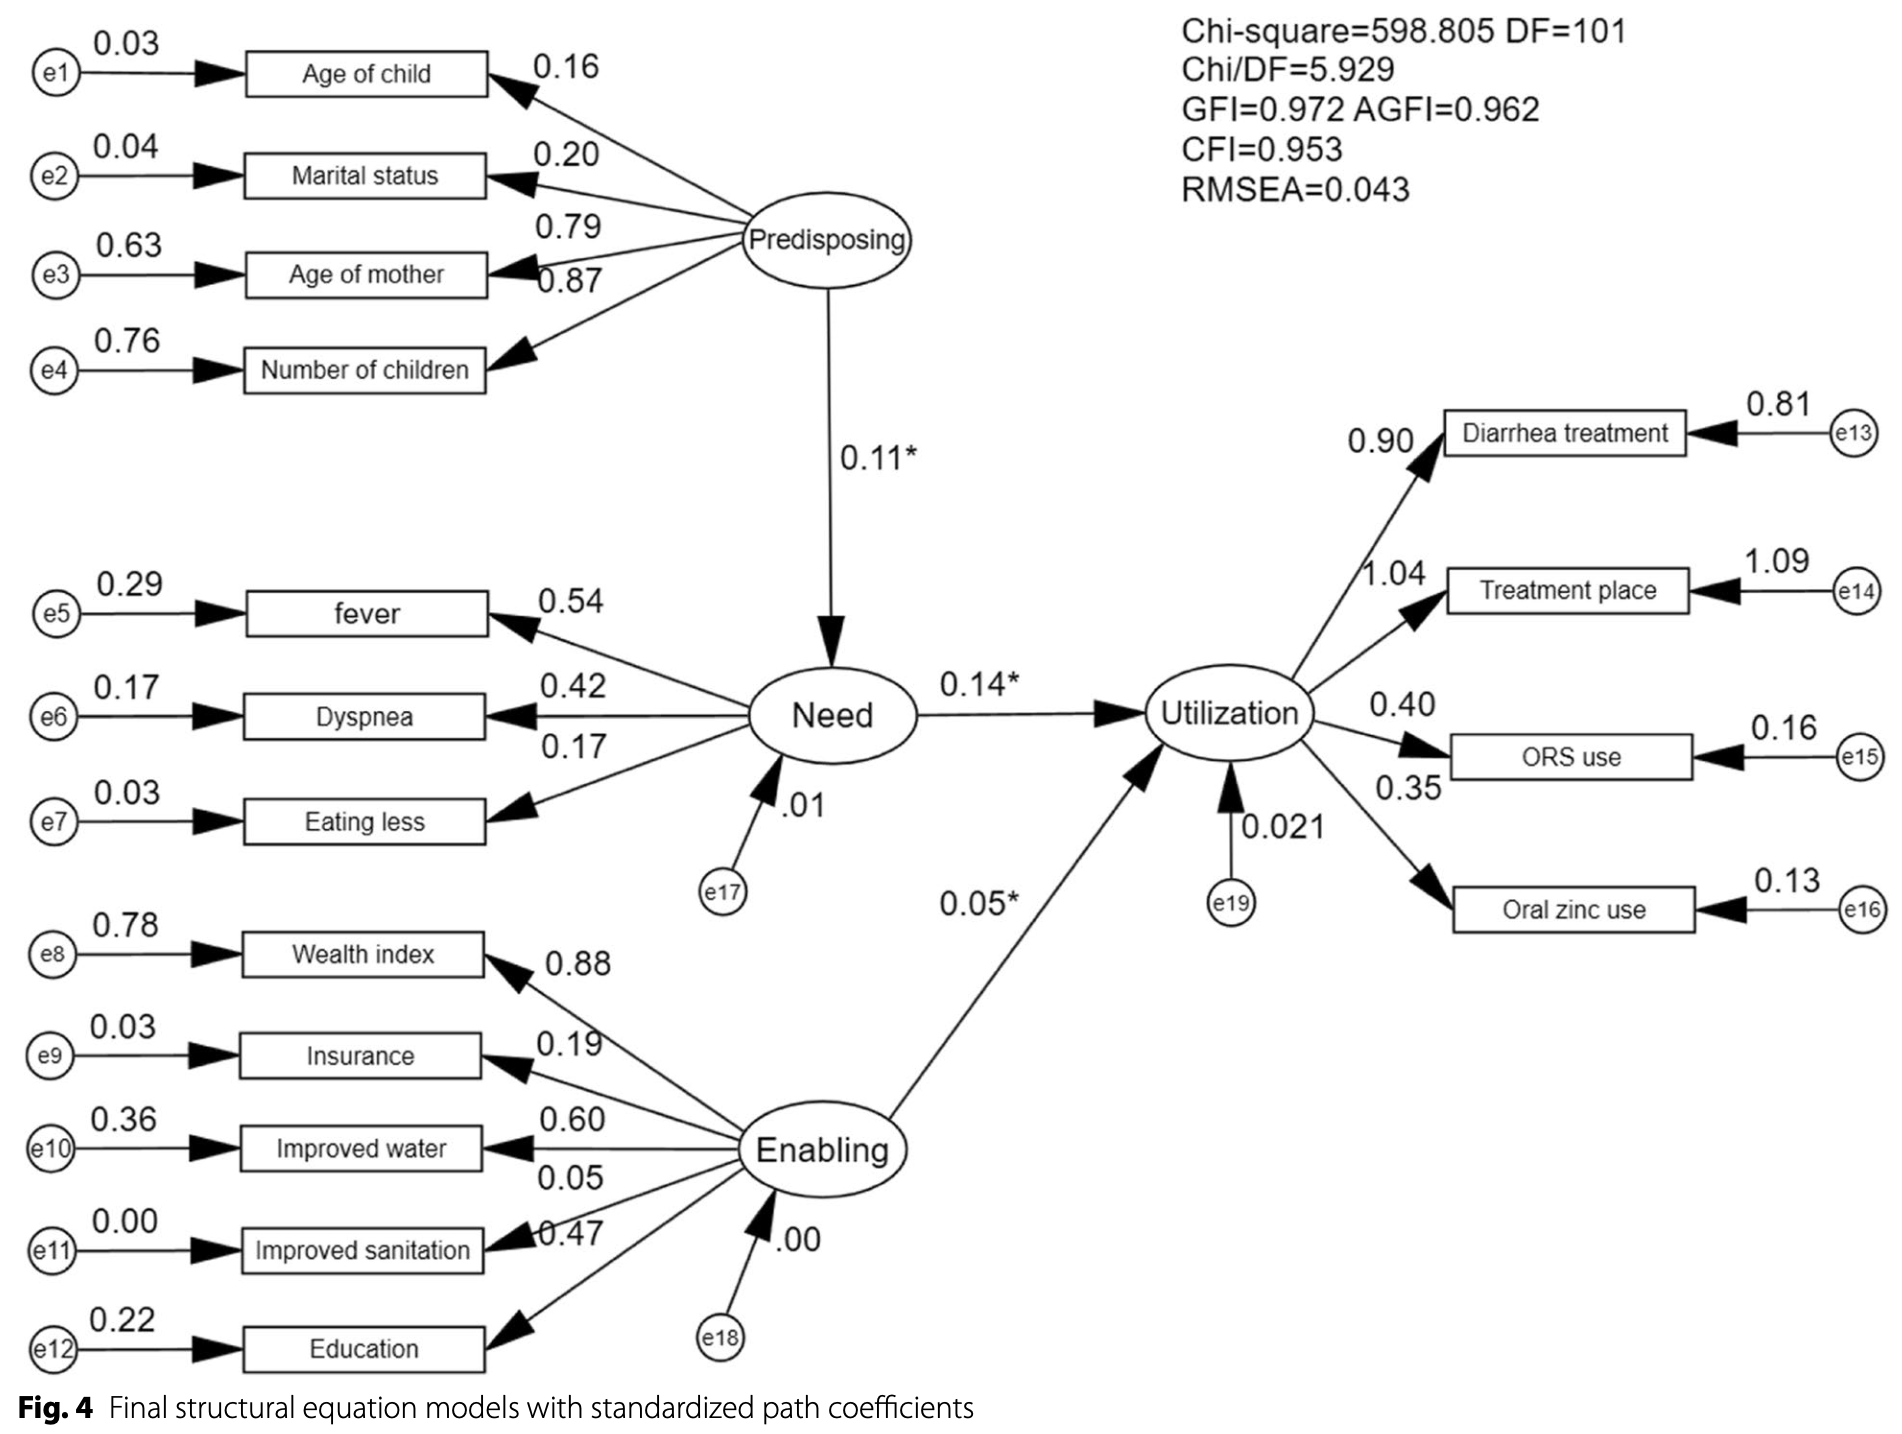 Chi-square=598.805 DF=101
Chi/DF=5.929
GFI=0.972 AGFI=0.962
CFI=0.953
RMSEA=0.043
e1 0.03 Age of child 0.16
e2 0.04 Marital status 0.20
e3 0.63 Age of mother 0.79
e4 0.76 Number of children 0.87
Predisposing
0.11*
e5 0.29 fever 0.54
e6 0.17 Dyspnea 0.42
e7 0.03 Eating less 0.17
Need
.01
e17
0.14*
e8 0.78 Wealth index 0.88
e9 0.03 Insurance 0.19
e10 0.36 Improved water 0.60
e11 0.00 Improved sanitation 0.05
e12 0.22 Education 0.47
Enabling
.00
e18
0.05*
Utilization
0.021
e19
0.90 Diarrhea treatment 0.81 e13
1.04 Treatment place 1.09 e14
0.40 ORS use 0.16 e15
0.35 Oral zinc use 0.13 e16
Fig. 4 Final structural equation models with standardized path coefficients